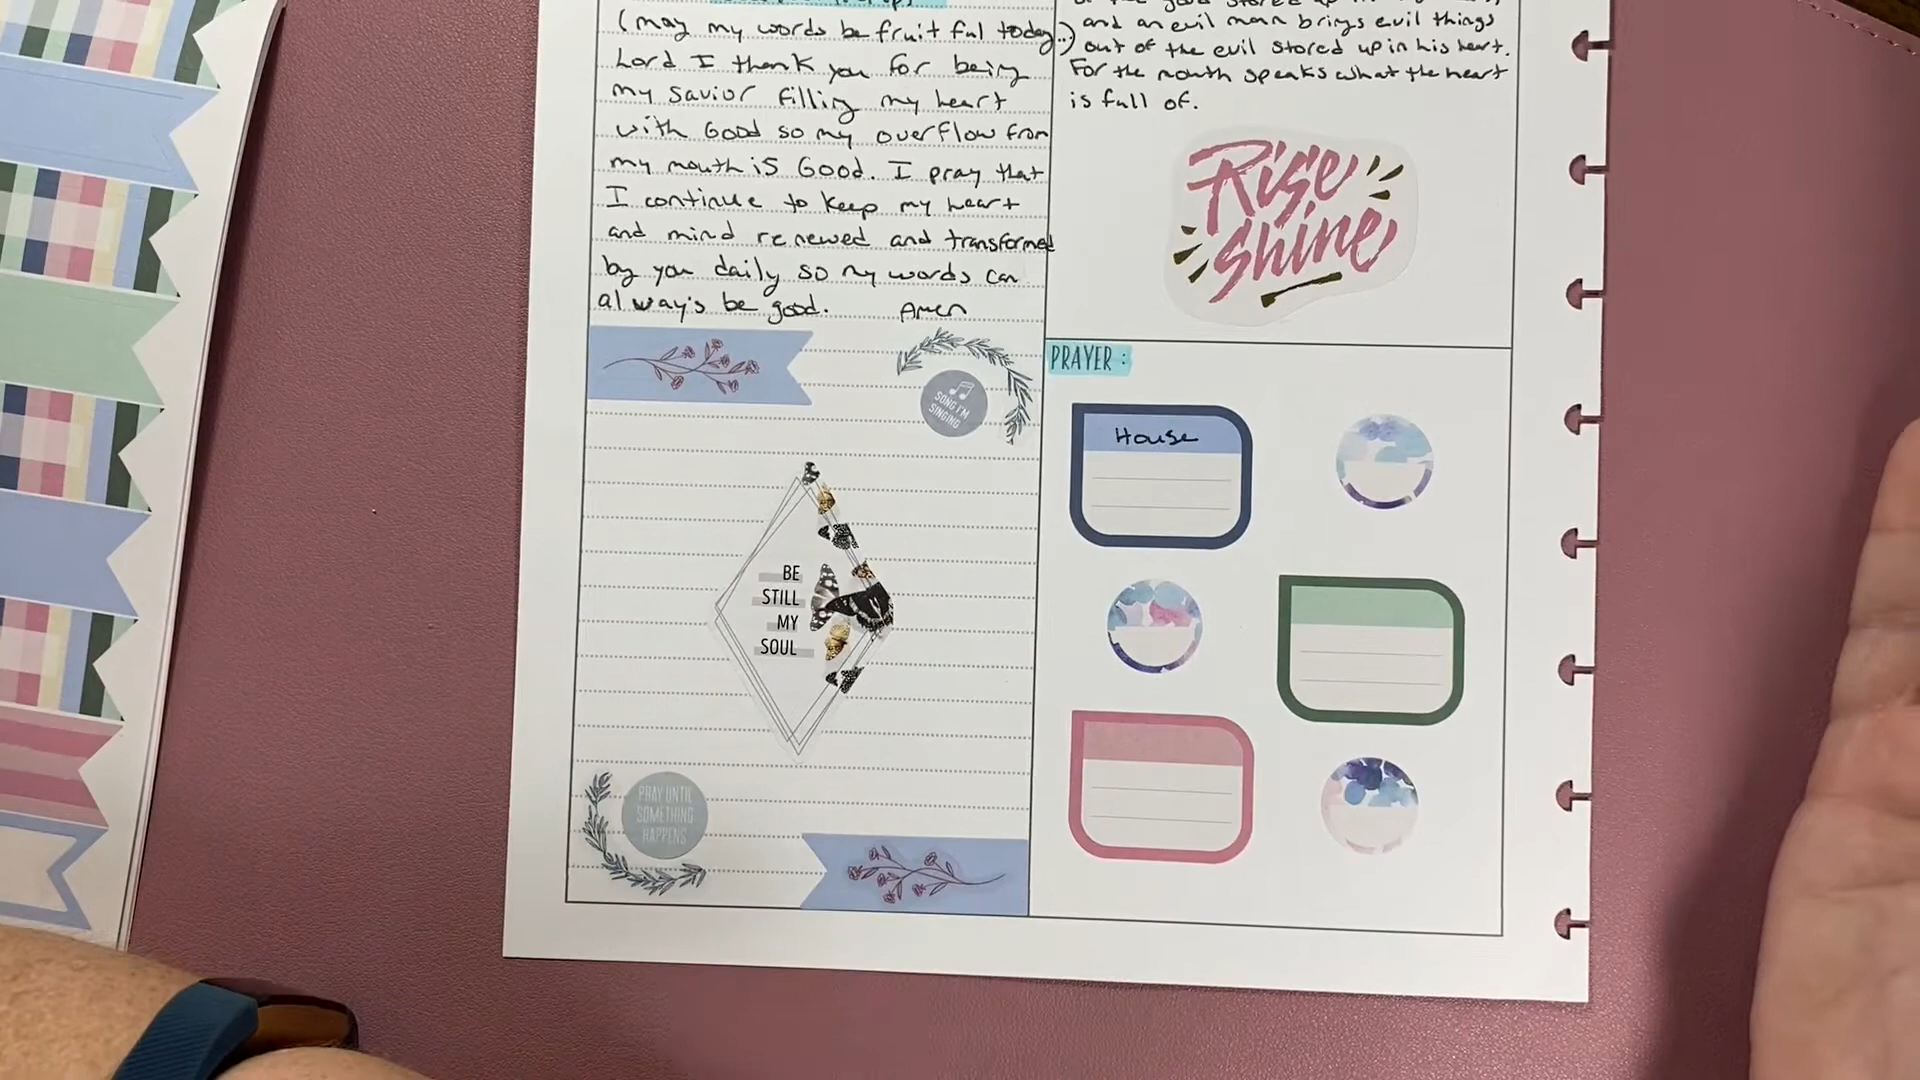 (may my words be fruitful today..)
Lord I thank you for being
my savior filling my heart
with Good so my overflow from
my mouth is Good. I pray that
I continue to keep my heart
and mind renewed and transformed
by you daily so my words can
always be good. Amen
SONG I'M
SINGING
BE
STILL
MY
SOUL
PRAY UNTIL
SOMETHING
HAPPENS
and an evil man brings evil things
out of the evil stored up in his heart.
For the mouth speaks what the heart
is full of.
Rise
Shine
PRAYER:
House